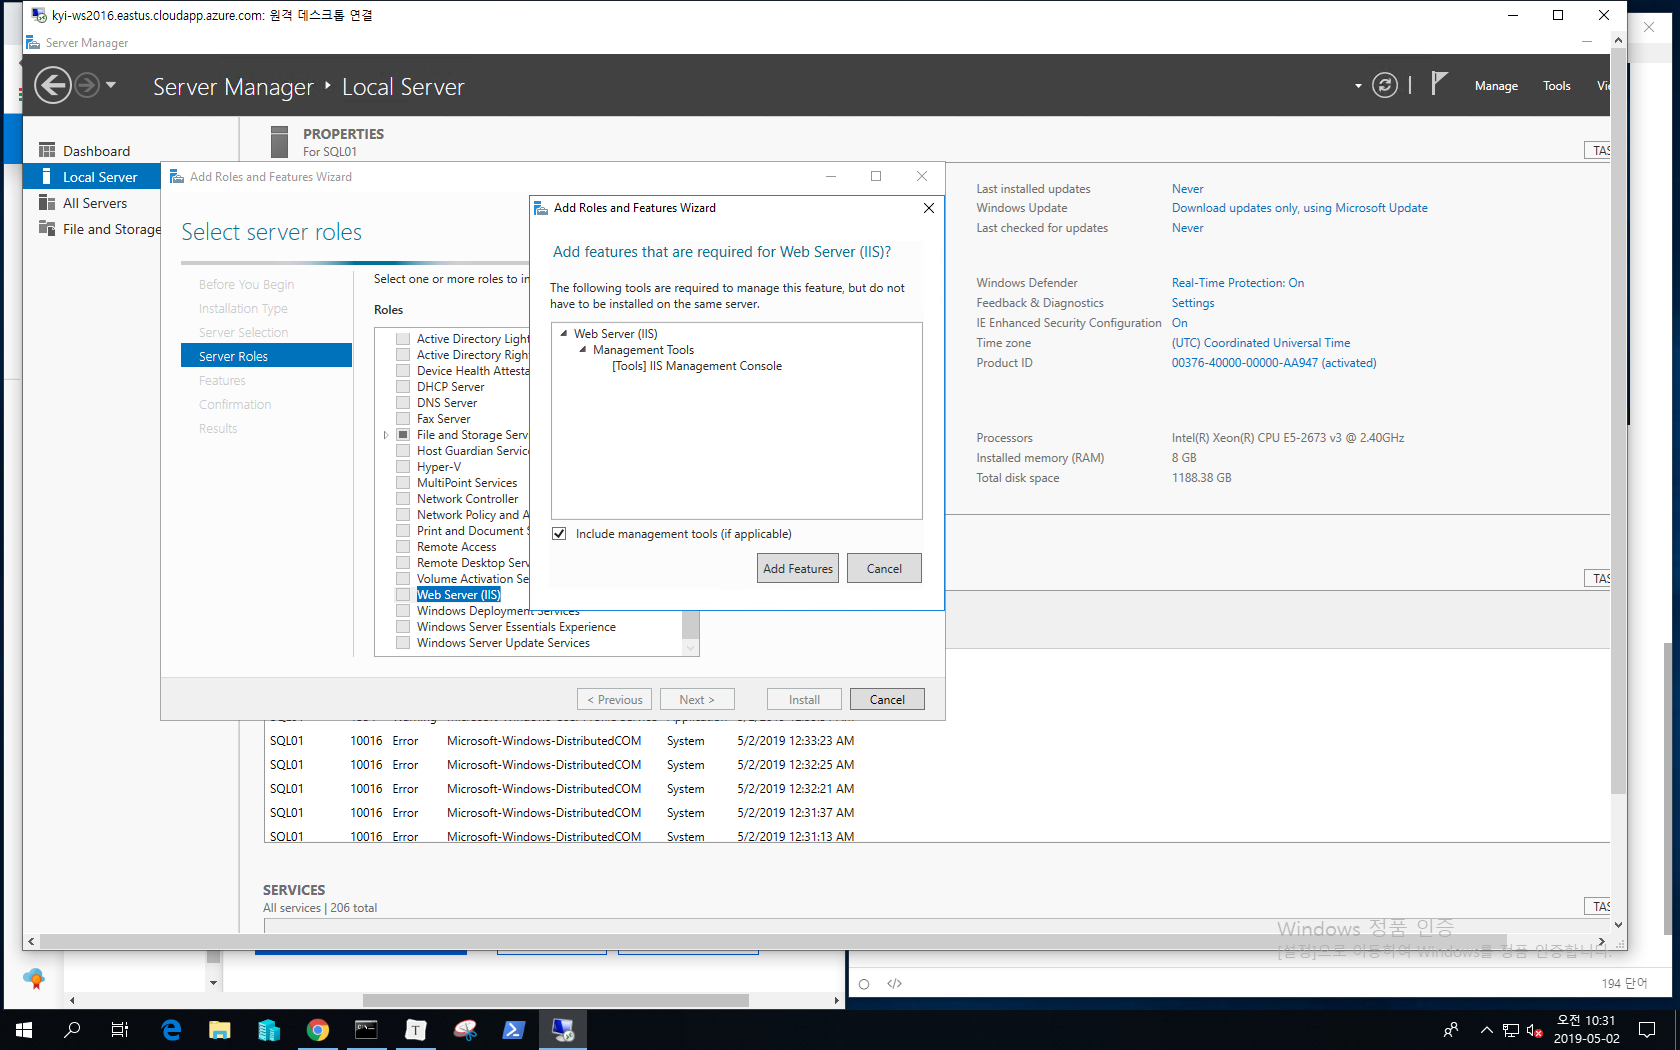 kyi-ws2016.eastus.cloudapp.azure.com: 원격 데스크톱 연결
Server Manager
Server Manager ‣ Local Server
Manage
Tools
Dashboard
Local Server
All Servers
File and Storage
PROPERTIES
For SQL01
Last installed updates Never
Windows Update Download updates only, using Microsoft Update
Last checked for updates Never
Windows Defender Real-Time Protection: On
Feedback & Diagnostics Settings
IE Enhanced Security Configuration On
Time zone (UTC) Coordinated Universal Time
Product ID 00376-40000-00000-AA947 (activated)
Processors Intel(R) Xeon(R) CPU E5-2673 v3 @ 2.40GHz
Installed memory (RAM) 8 GB
Total disk space 1188.38 GB
Add Roles and Features Wizard
Select server roles
Before You Begin
Installation Type
Server Selection
Server Roles
Features
Confirmation
Results
Select one or more roles to in
Roles
Active Directory Light
Active Directory Righ
Device Health Attesta
DHCP Server
DNS Server
Fax Server
File and Storage Serv
Host Guardian Service
Hyper-V
MultiPoint Services
Network Controller
Network Policy and A
Print and Document S
Remote Access
Remote Desktop Serv
Volume Activation Se
Web Server (IIS)
Windows Deployment Services
Windows Server Essentials Experience
Windows Server Update Services
< Previous
Next >
Install
Cancel
Add Roles and Features Wizard
Add features that are required for Web Server (IIS)?
The following tools are required to manage this feature, but do not
have to be installed on the same server.
Web Server (IIS)
Management Tools
[Tools] IIS Management Console
Include management tools (if applicable)
Add Features
Cancel
SQL01 10016 Error Microsoft-Windows-DistributedCOM System 5/2/2019 12:33:23 AM
SQL01 10016 Error Microsoft-Windows-DistributedCOM System 5/2/2019 12:32:25 AM
SQL01 10016 Error Microsoft-Windows-DistributedCOM System 5/2/2019 12:32:21 AM
SQL01 10016 Error Microsoft-Windows-DistributedCOM System 5/2/2019 12:31:37 AM
SQL01 10016 Error Microsoft-Windows-DistributedCOM System 5/2/2019 12:31:13 AM
SERVICES
All services | 206 total
Windows 정품 인증
[설정]으로 이동하여 Windows를 정품 인증합니다.
194 단어
오전 10:31
2019-05-02